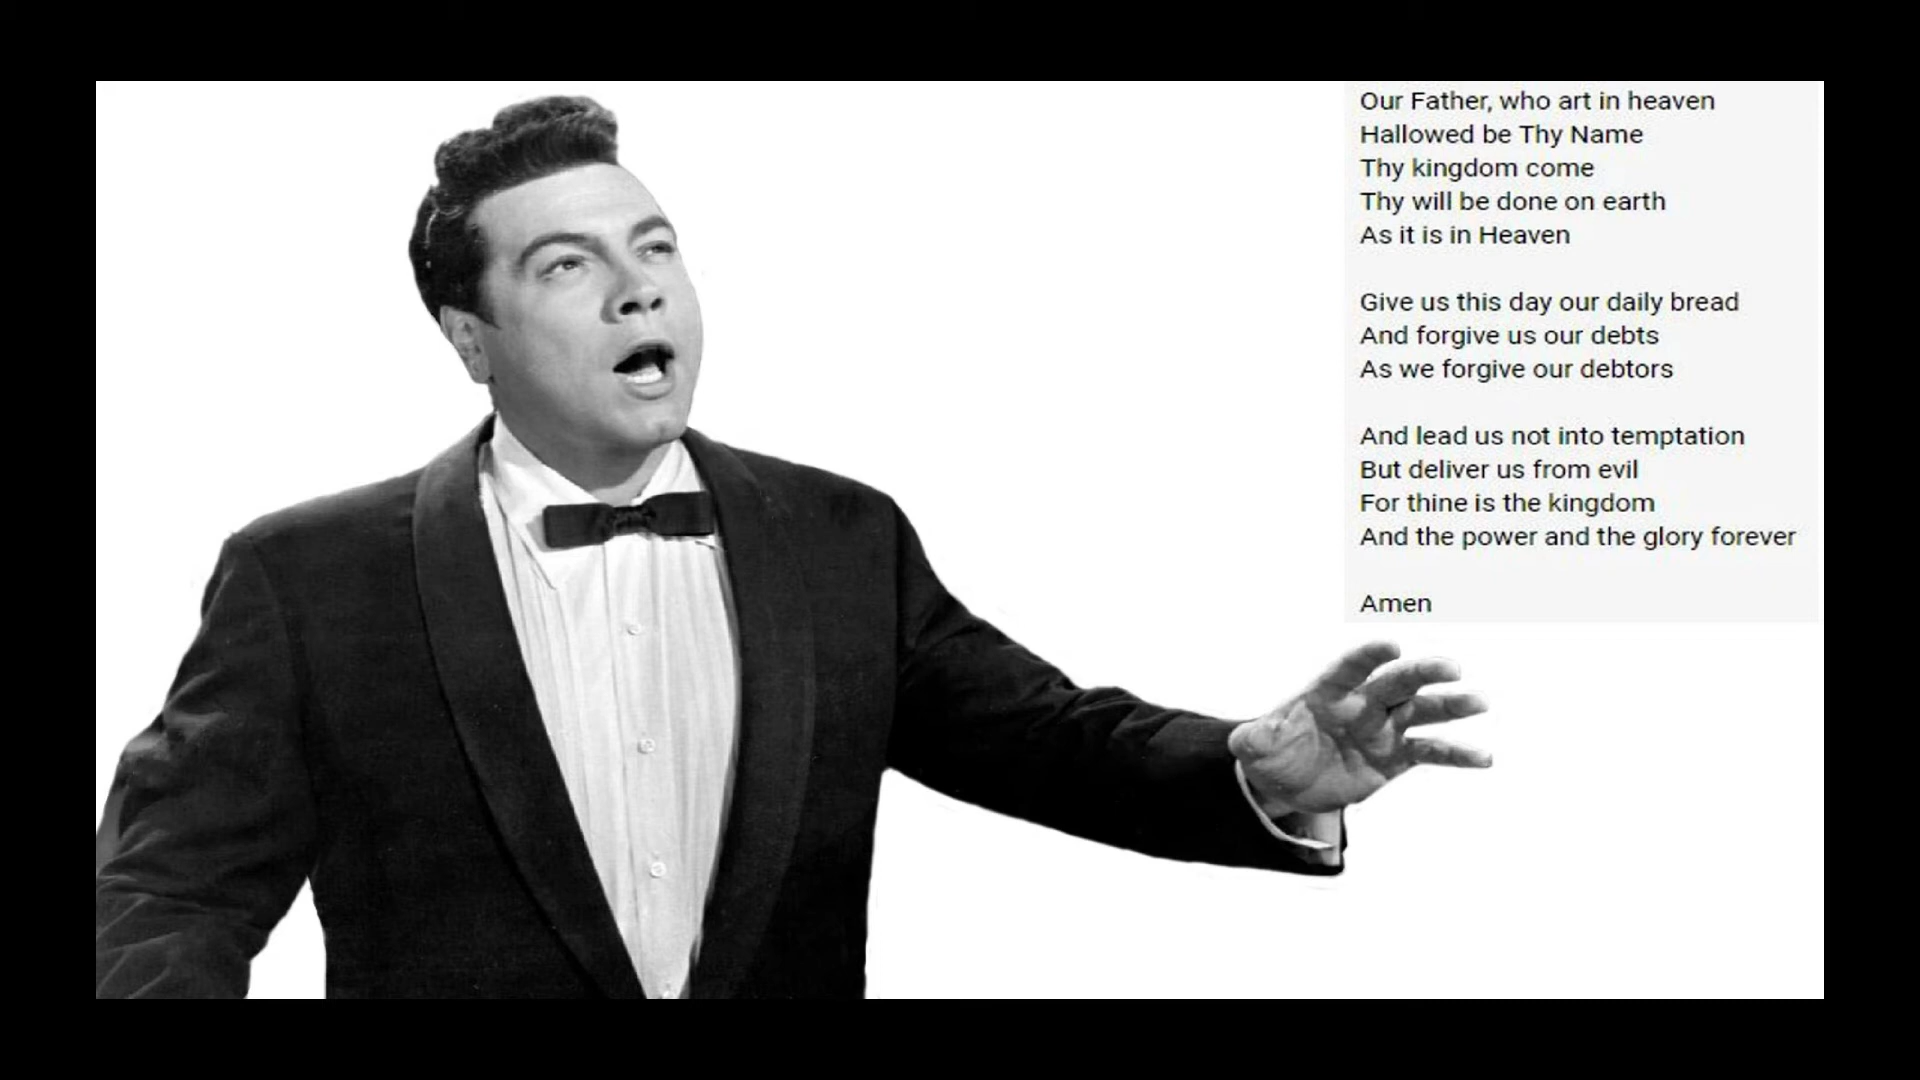 Our Father, who art in heaven
Hallowed be Thy Name
Thy kingdom come
Thy will be done on earth
As it is in Heaven
Give us this day our daily bread
And forgive us our debts
As we forgive our debtors
And lead us not into temptation
But deliver us from evil
For thine is the kingdom
And the power and the glory forever
Amen